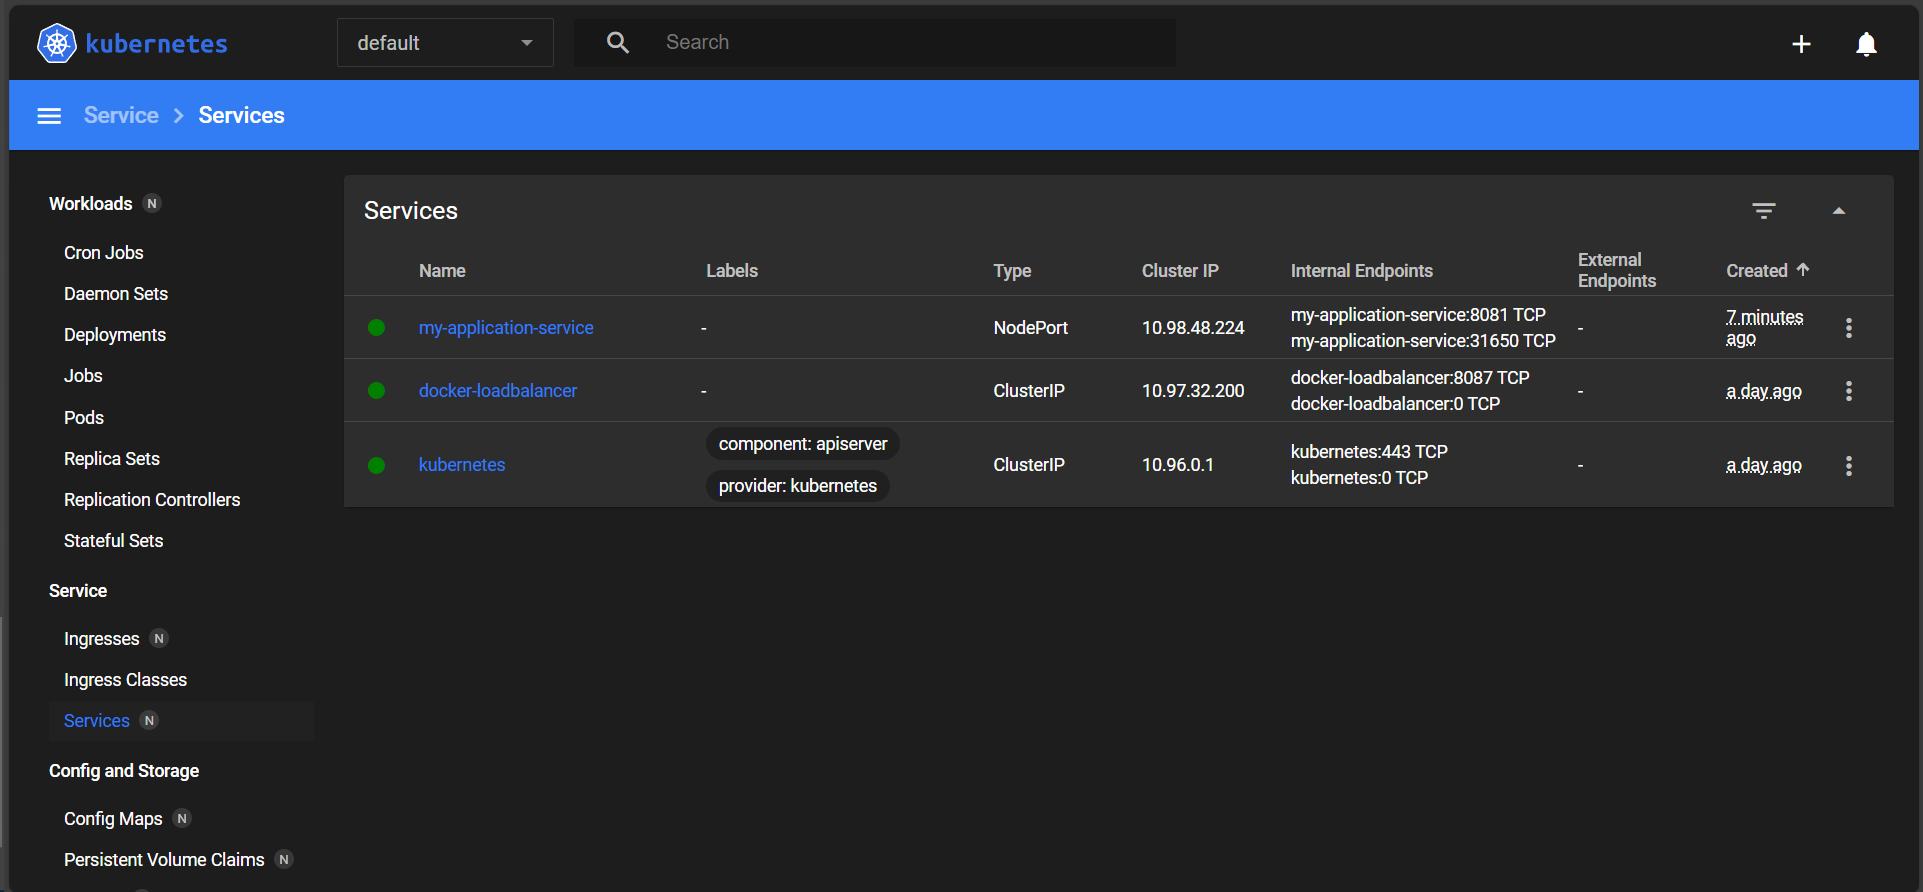 kubernetes
default
Search
Service
Services
Workloads N
Cron Jobs
Daemon Sets
Deployments
Jobs
Pods
Replica Sets
Replication Controllers
Stateful Sets
Service
Ingresses N
Ingress Classes
Services N
Config and Storage
Config Maps N
Persistent Volume Claims N
Services
Name
Labels
Type
Cluster IP
Internal Endpoints
External
Endpoints
Created
my-application-service
-
NodePort
10.98.48.224
my-application-service:8081 TCP
my-application-service:31650 TCP
-
7 minutes
ago
docker-loadbalancer
-
ClusterIP
10.97.32.200
docker-loadbalancer:8087 TCP
docker-loadbalancer:0 TCP
-
a day ago
kubernetes
component: apiserver
provider: kubernetes
ClusterIP
10.96.0.1
kubernetes:443 TCP
kubernetes:0 TCP
-
a day ago